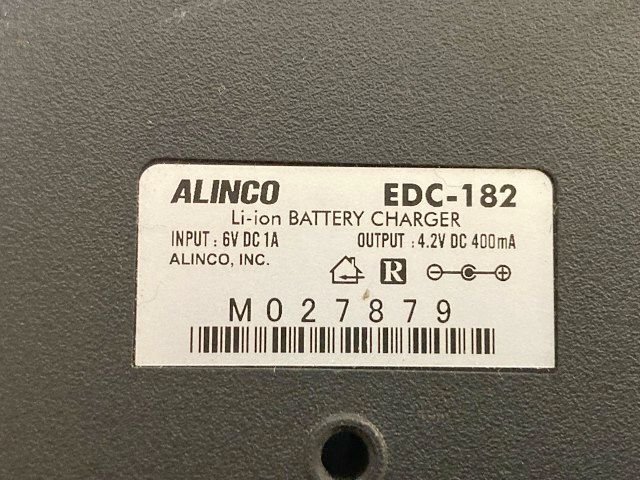 ALINCO EDC-182
Li-ion BATTERY CHARGER
INPUT : 6V DC 1A OUTPUT : 4.2V DC 400mA
ALINCO, INC.
R
M027879